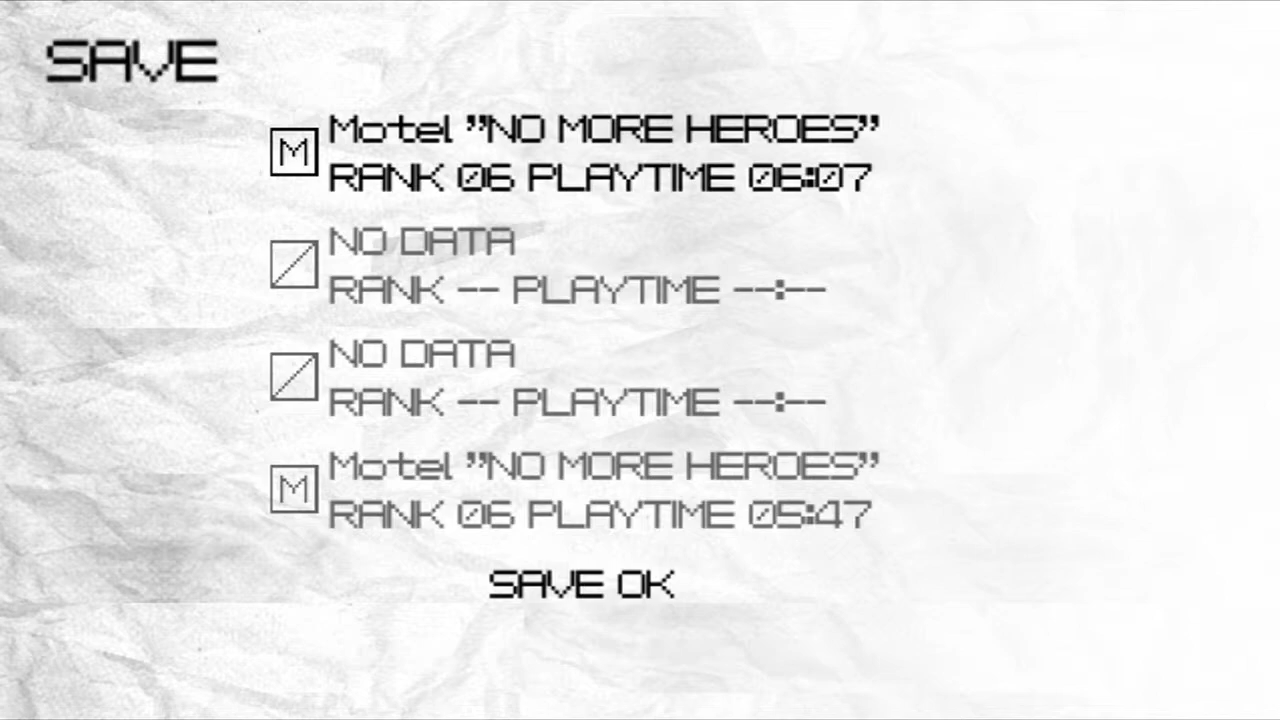 SAVE
M
Motel ”NO MORE HEROES”
RANK 06 PLAYTIME 06:07
NO DATA
RANK -- PLAYTIME --:--
NO DATA
RANK -- PLAYTIME --:--
M
Motel ”NO MORE HEROES”
RANK 06 PLAYTIME 05:47
SAVE OK